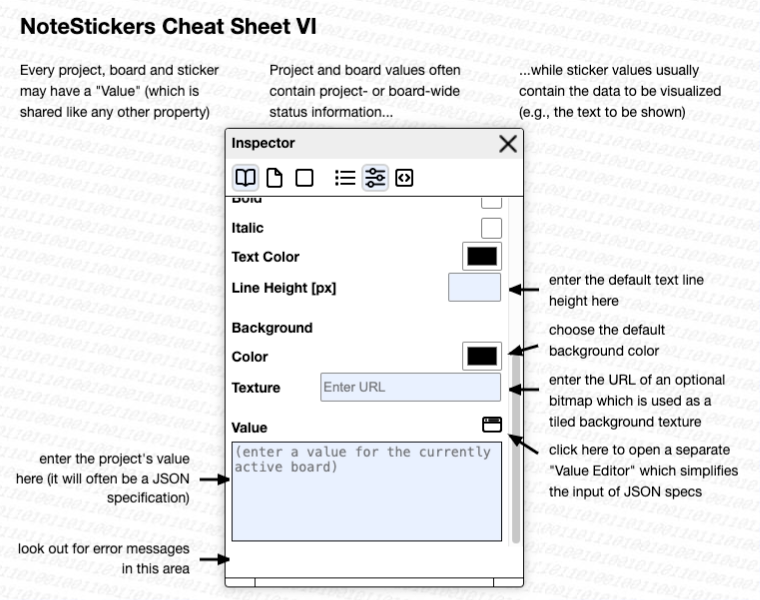 NoteStickers Cheat Sheet VI
Every project, board and sticker
may have a "Value" (which is
shared like any other property)
Project and board values often
contain project- or board-wide
status information...
...while sticker values usually
contain the data to be visualized
(e.g., the text to be shown)
Inspector
Bold
Italic
Text Color
Line Height [px]
enter the default text line
height here
Background
Color
choose the default
background color
Texture
Enter URL
enter the URL of an optional
bitmap which is used as a
tiled background texture
Value
click here to open a separate
"Value Editor" which simplifies
the input of JSON specs
(enter a value for the currently
active board)
enter the project's value
here (it will often be a JSON
specification)
look out for error messages
in this area